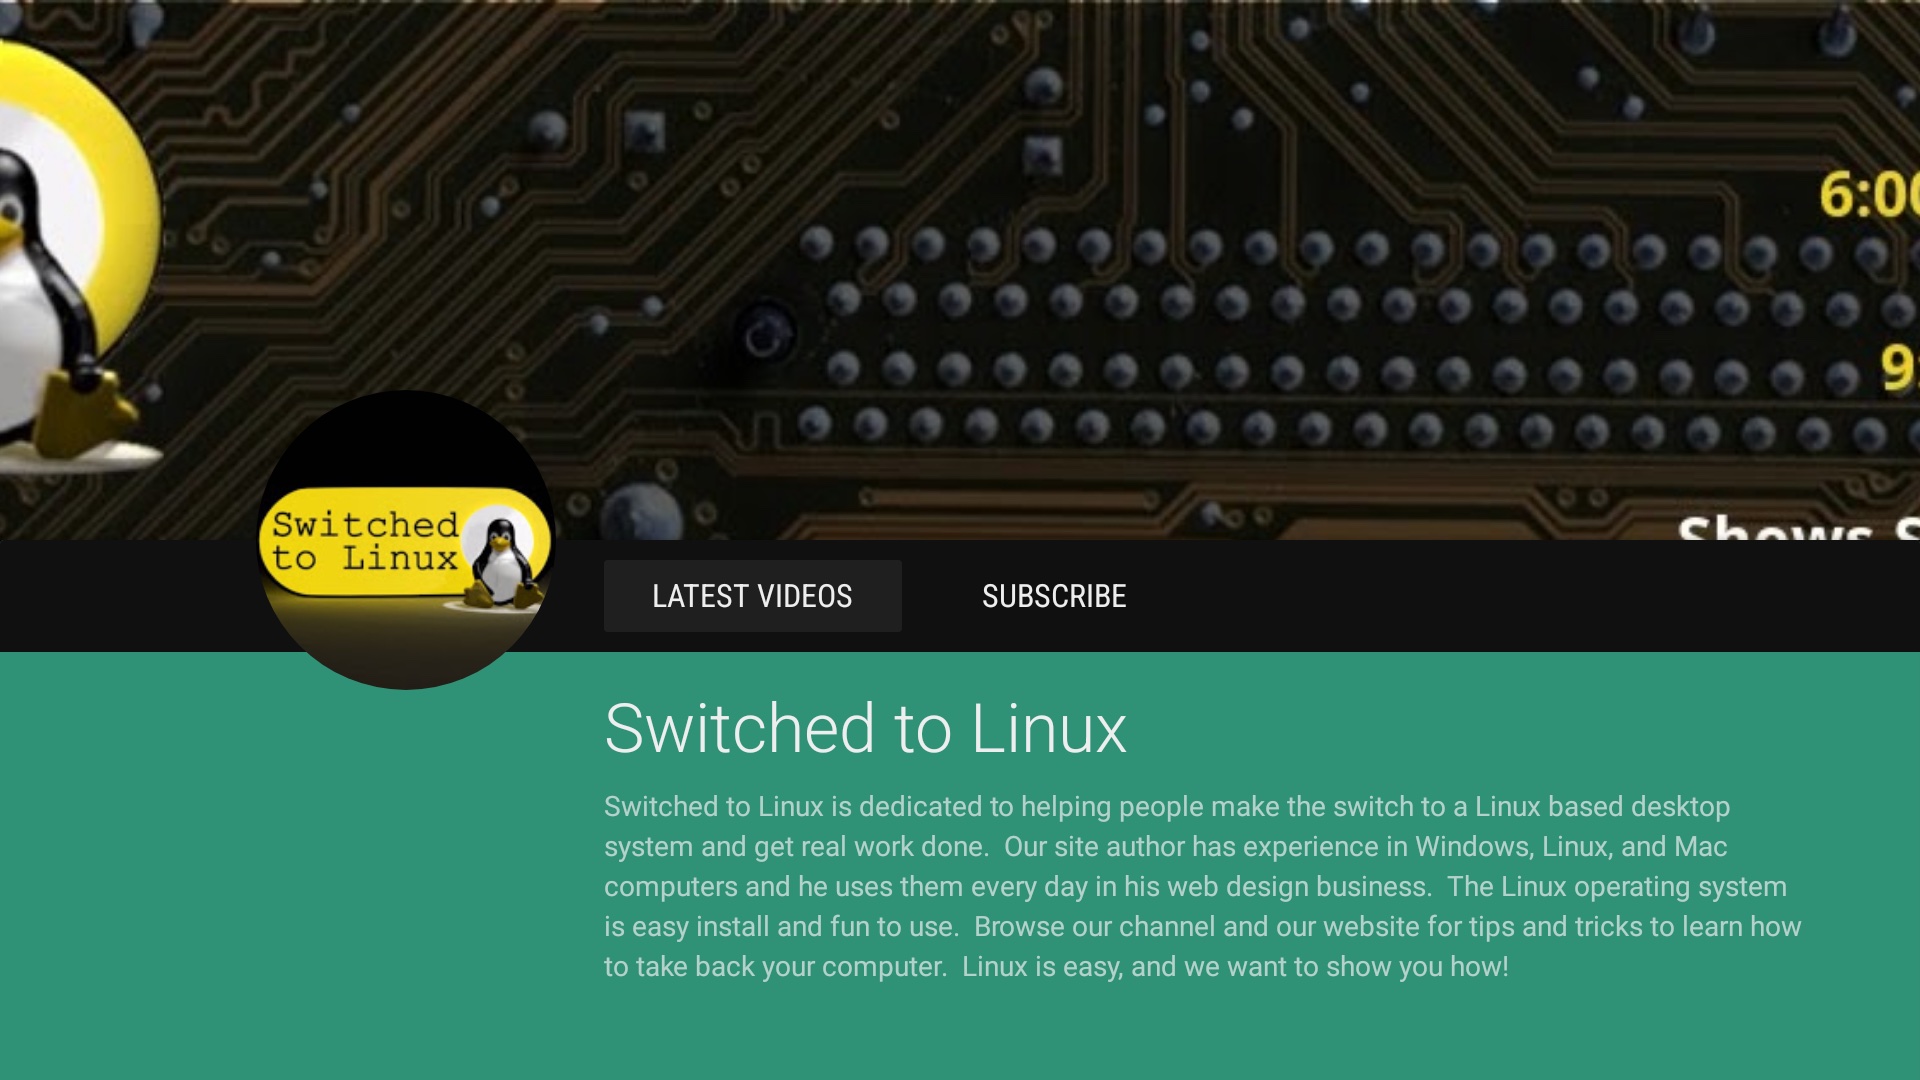 6:00
9
Shows S
Switched
to Linux
LATEST VIDEOS
SUBSCRIBE
Switched to Linux
Switched to Linux is dedicated to helping people make the switch to a Linux based desktop
system and get real work done.  Our site author has experience in Windows, Linux, and Mac
computers and he uses them every day in his web design business.  The Linux operating system
is easy install and fun to use.  Browse our channel and our website for tips and tricks to learn how
to take back your computer.  Linux is easy, and we want to show you how!